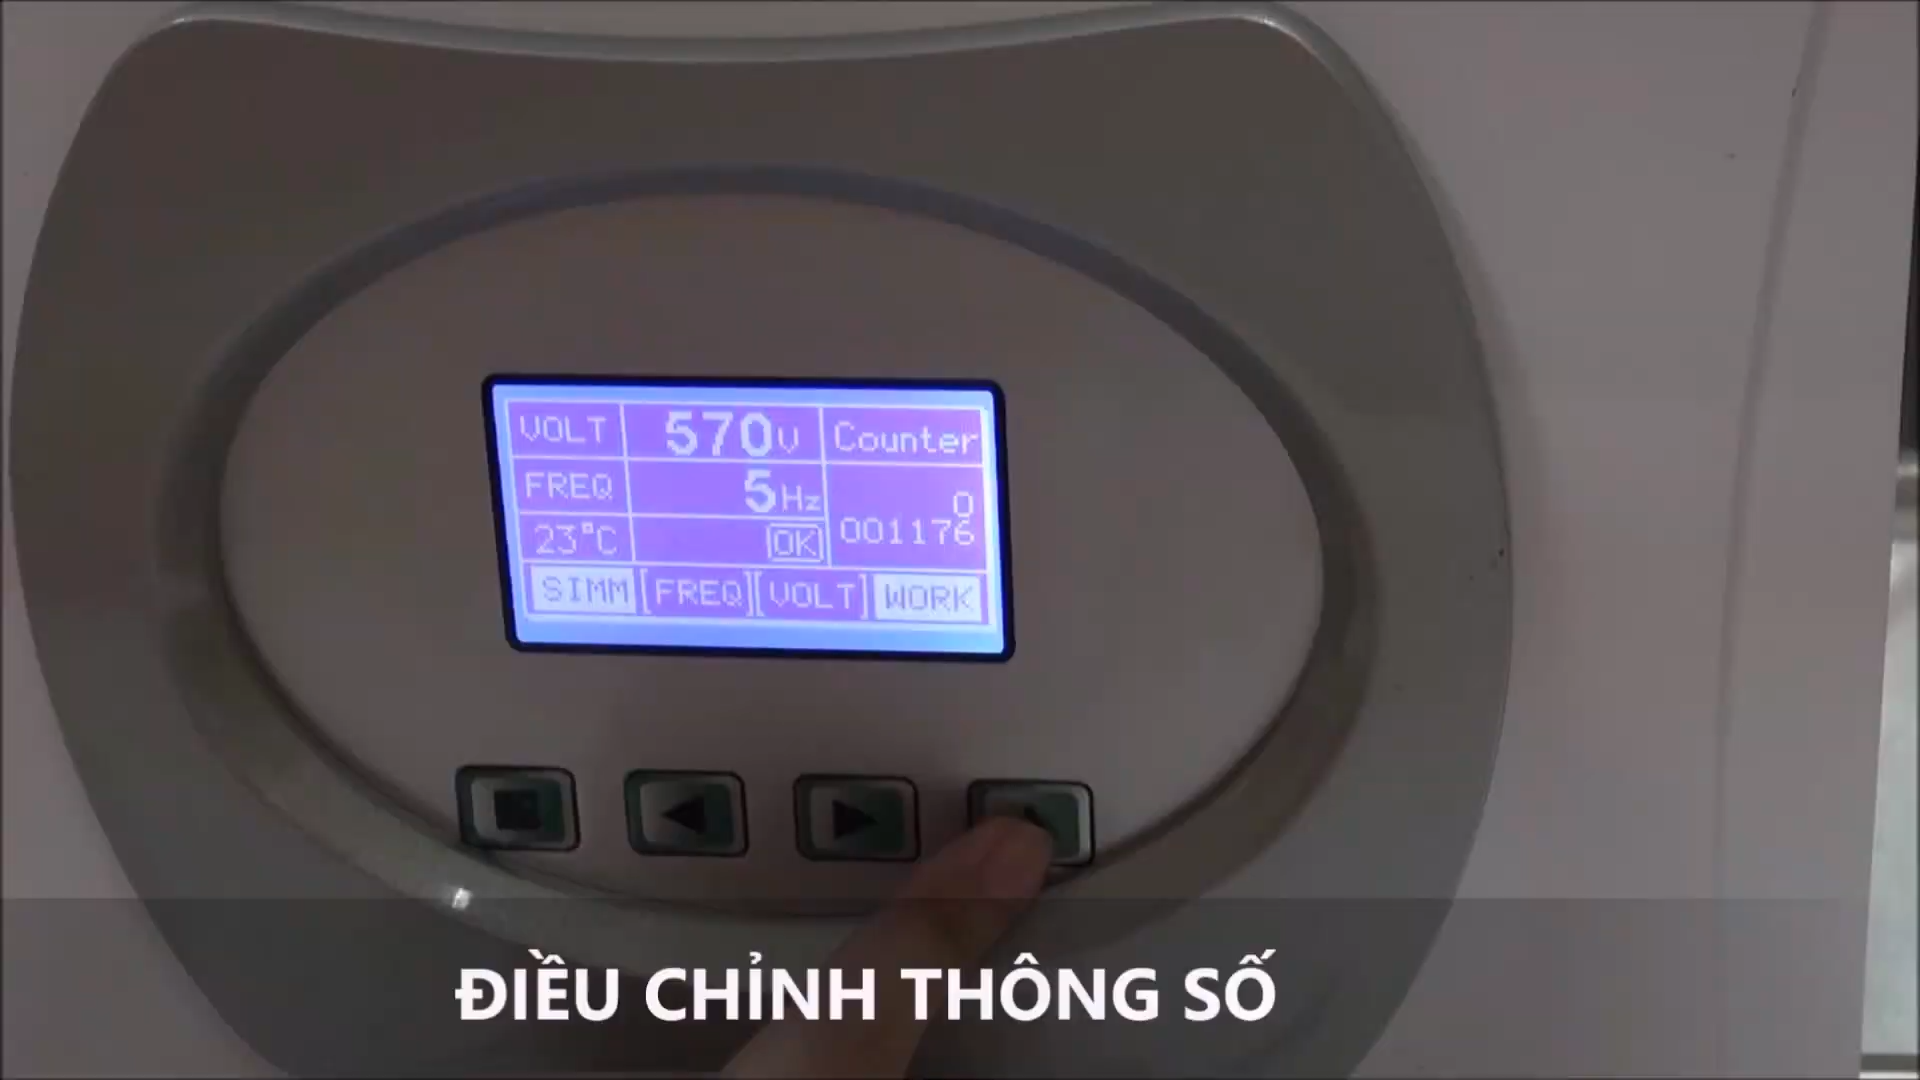 VOLT 570V Counter
FREQ 5Hz 0
001176
23°C OK
SIMM [FREQ][VOLT] WORK
ĐIỀU CHỈNH THÔNG SỐ